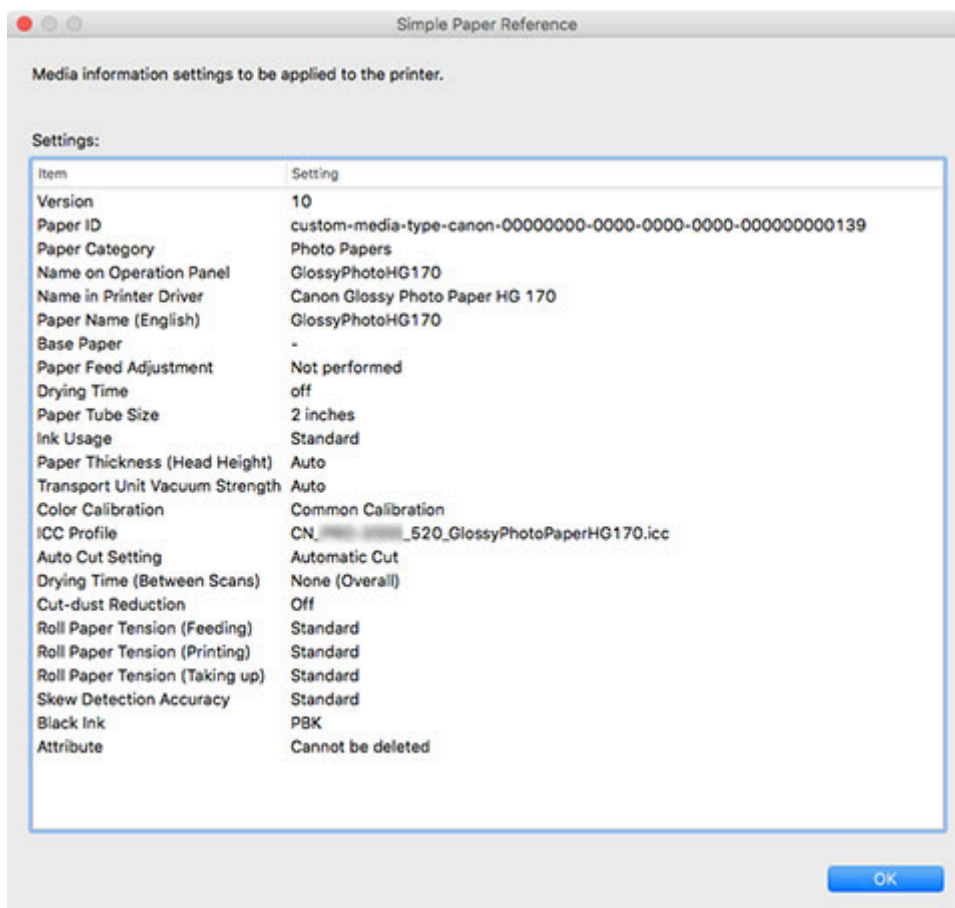 Simple Paper Reference
Media information settings to be applied to the printer.
Settings:
Item Setting
Version 10
Paper ID custom-media-type-canon-00000000-0000-0000-0000-000000000139
Paper Category Photo Papers
Name on Operation Panel GlossyPhotoHG170
Name in Printer Driver Canon Glossy Photo Paper HG 170
Paper Name (English) GlossyPhotoHG170
Base Paper -
Paper Feed Adjustment Not performed
Drying Time off
Paper Tube Size 2 inches
Ink Usage Standard
Paper Thickness (Head Height) Auto
Transport Unit Vacuum Strength Auto
Color Calibration Common Calibration
ICC Profile CN_ _520_GlossyPhotoPaperHG170.icc
Auto Cut Setting Automatic Cut
Drying Time (Between Scans) None (Overall)
Cut-dust Reduction Off
Roll Paper Tension (Feeding) Standard
Roll Paper Tension (Printing) Standard
Roll Paper Tension (Taking up) Standard
Skew Detection Accuracy Standard
Black Ink PBK
Attribute Cannot be deleted
OK